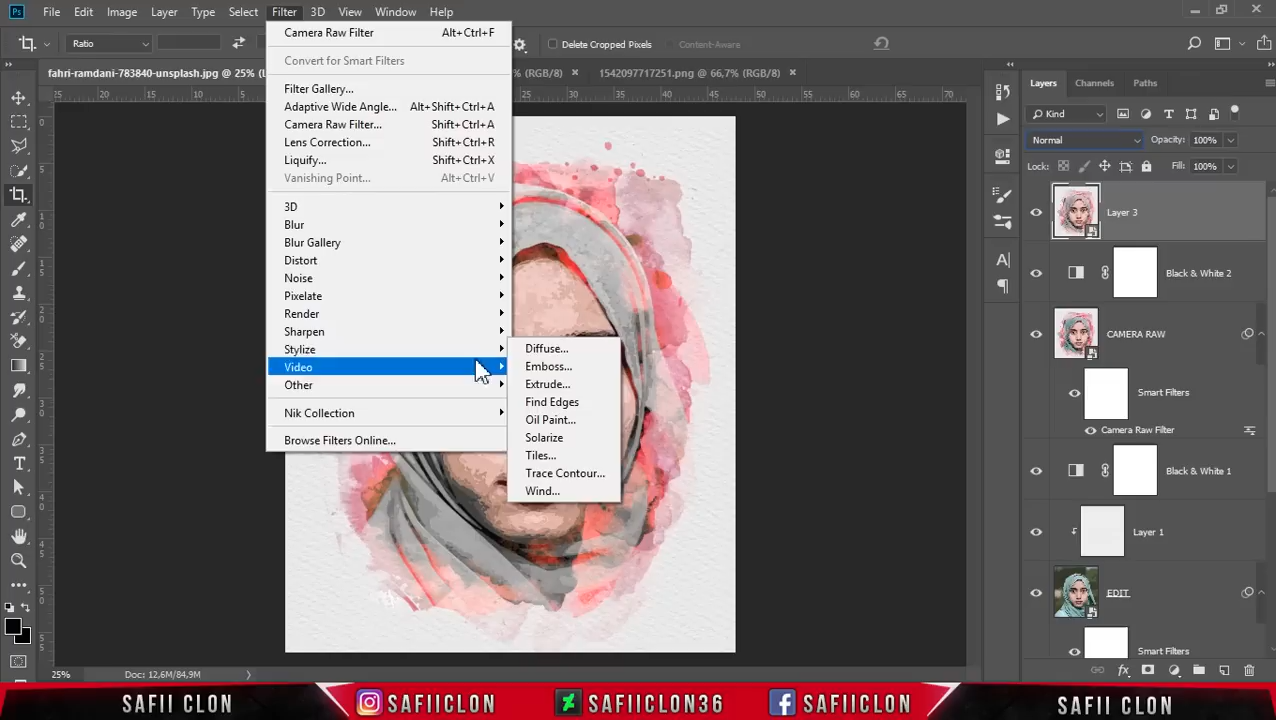 Ps File Edit Image Layer Type Select Filter 3D View Window Help
Ratio Delete Cropped Pixels Content-Aware
fahri-ramdani-783840-unsplash.jpg @ 25% (L % (RGB/8) × 1542097717251.png @ 66,7% (RGB/8) ×
Camera Raw Filter Alt+Ctrl+F
Convert for Smart Filters
Filter Gallery...
Adaptive Wide Angle... Alt+Shift+Ctrl+A
Camera Raw Filter... Shift+Ctrl+A
Lens Correction... Shift+Ctrl+R
Liquify... Shift+Ctrl+X
Vanishing Point... Alt+Ctrl+V
3D
Blur
Blur Gallery
Distort
Noise
Pixelate
Render
Sharpen
Stylize
Video
Other
Nik Collection
Browse Filters Online...
Diffuse...
Emboss...
Extrude...
Find Edges
Oil Paint...
Solarize
Tiles...
Trace Contour...
Wind...
Layers Channels Paths
Kind
Normal Opacity: 100%
Lock: Fill: 100%
Layer 3
Black & White 2
CAMERA RAW
Smart Filters
Camera Raw Filter
Black & White 1
Layer 1
EDIT
Smart Filters
25% Doc: 12,6M/84,9M
SAFII CLON SAFIICLON SAFIICLON36 SAFIICLON SAFII CLON